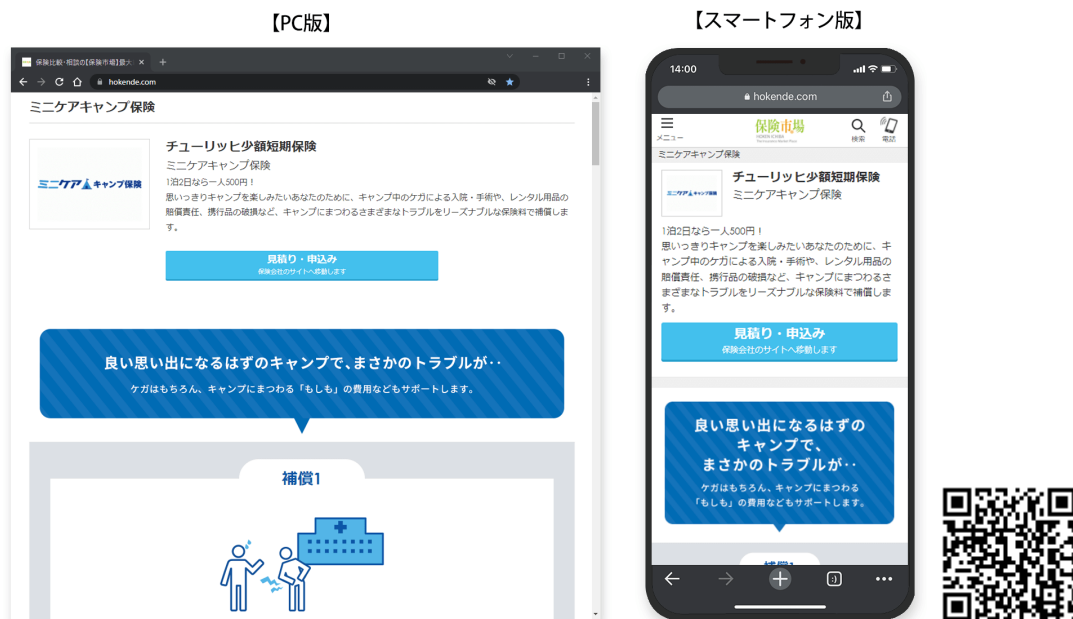 【PC版】
保険比較・相談の【保険市場】最大
hokende.com
ミニケアキャンプ保険
ミニケア キャンプ保険
チューリッヒ少額短期保険
ミニケアキャンプ保険
1泊2日なら一人500円！
思いっきりキャンプを楽しみたいあなたのために、キャンプ中のケガによる入院・手術や、レンタル用品の
賠償責任、携行品の破損など、キャンプにまつわるさまざまなトラブルをリーズナブルな保険料で補償しま
す。
見積り・申込み
保険会社のサイトへ移動します
良い思い出になるはずのキャンプで、まさかのトラブルが‥
ケガはもちろん、キャンプにまつわる「もしも」の費用などもサポートします。
補償1
【スマートフォン版】
14:00
hokende.com
メニュー
保険市場
検索
電話
ミニケアキャンプ保険
ミニケア キャンプ保険
チューリッヒ少額短期保険
ミニケアキャンプ保険
1泊2日なら一人500円！
思いっきりキャンプを楽しみたいあなたのために、キ
ャンプ中のケガによる入院・手術や、レンタル用品の
賠償責任、携行品の破損など、キャンプにまつわるさ
まざまなトラブルをリーズナブルな保険料で補償しま
す。
見積り・申込み
保険会社のサイトへ移動します
良い思い出になるはずの
キャンプで、
まさかのトラブルが‥
ケガはもちろん、キャンプにまつわる
「もしも」の費用などもサポートします。
補償1
:)